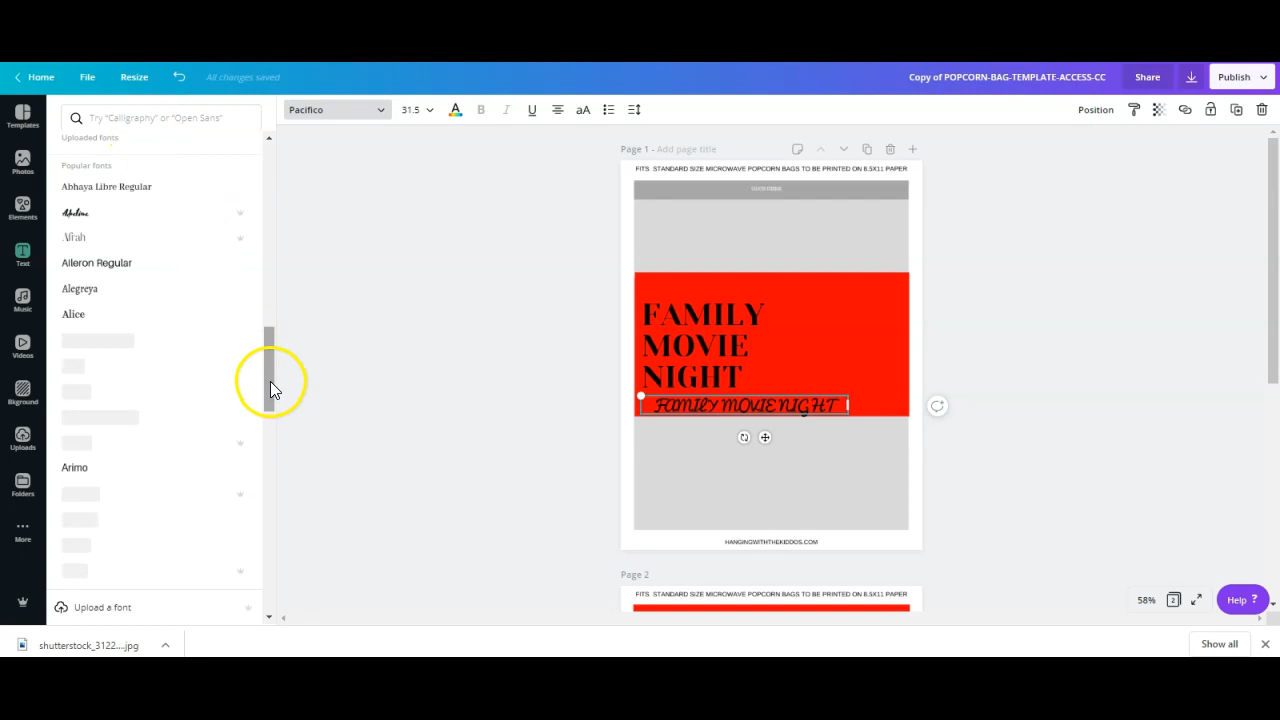 Home
File
Resize
All changes saved
Copy of POPCORN-BAG-TEMPLATE-ACCESS-CC
Share
Publish
Templates
Photos
Elements
Text
Music
Videos
Bkground
Uploads
Folders
More
Try "Calligraphy" or "Open Sans"
Uploaded fonts
Popular fonts
Abhaya Libre Regular
Adeline
Afrah
Aileron Regular
Alegreya
Alice
Arimo
Upload a font
Pacifico
31.5
A
B
I
U
aA
Position
Page 1 - Add page title
FITS STANDARD SIZE MICROWAVE POPCORN BAGS TO BE PRINTED ON 8.5X11 PAPER
FAMILY
MOVIE
NIGHT
FAMILY MOVIE NIGHT
HANGINGWITHTHEKIDDOS.COM
Page 2
FITS STANDARD SIZE MICROWAVE POPCORN BAGS TO BE PRINTED ON 8.5X11 PAPER
58%
2
Help ?
shutterstock_3122....jpg
Show all